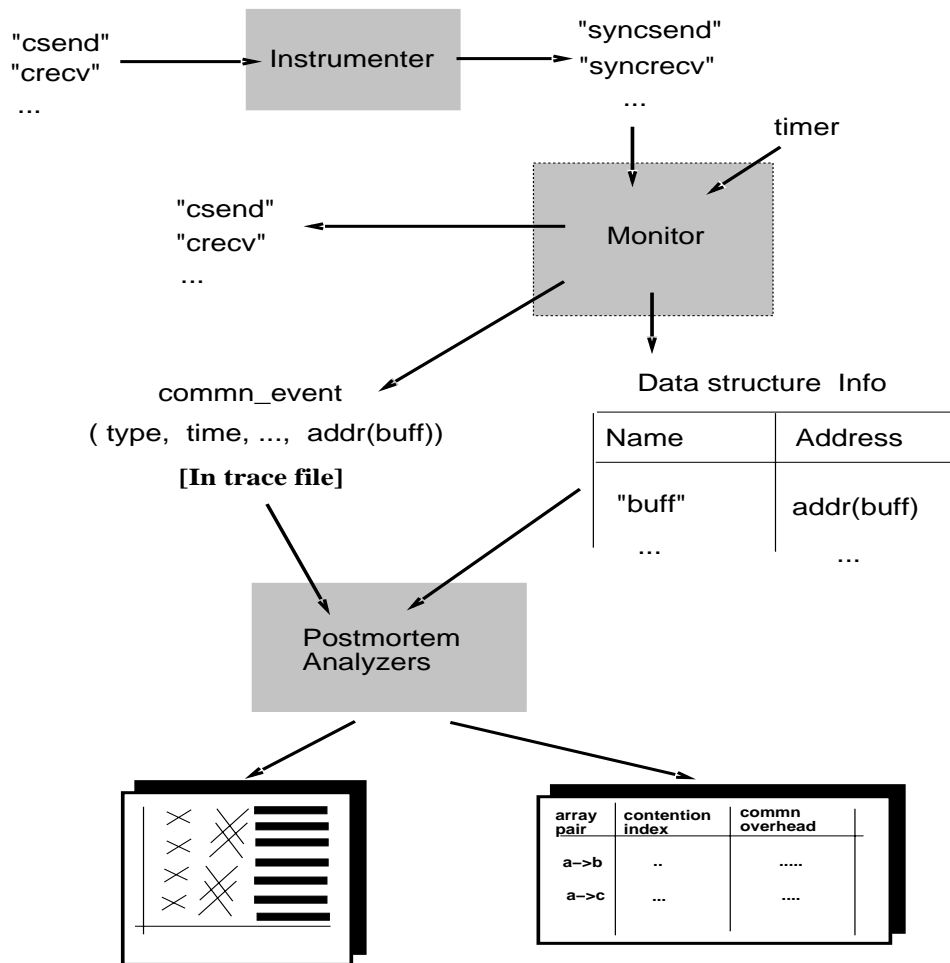 "csend"
"crecv"
...
Instrumenter
"syncsend"
"syncrecv"
...
timer
Monitor
"csend"
"crecv"
...
commn_event
( type, time, ..., addr(buff))
[In trace file]
Data structure Info
Name Address
"buff" addr(buff)
... ...
Postmortem
Analyzers
array pair contention index commn overhead
a->b .. .....
a->c ... ....